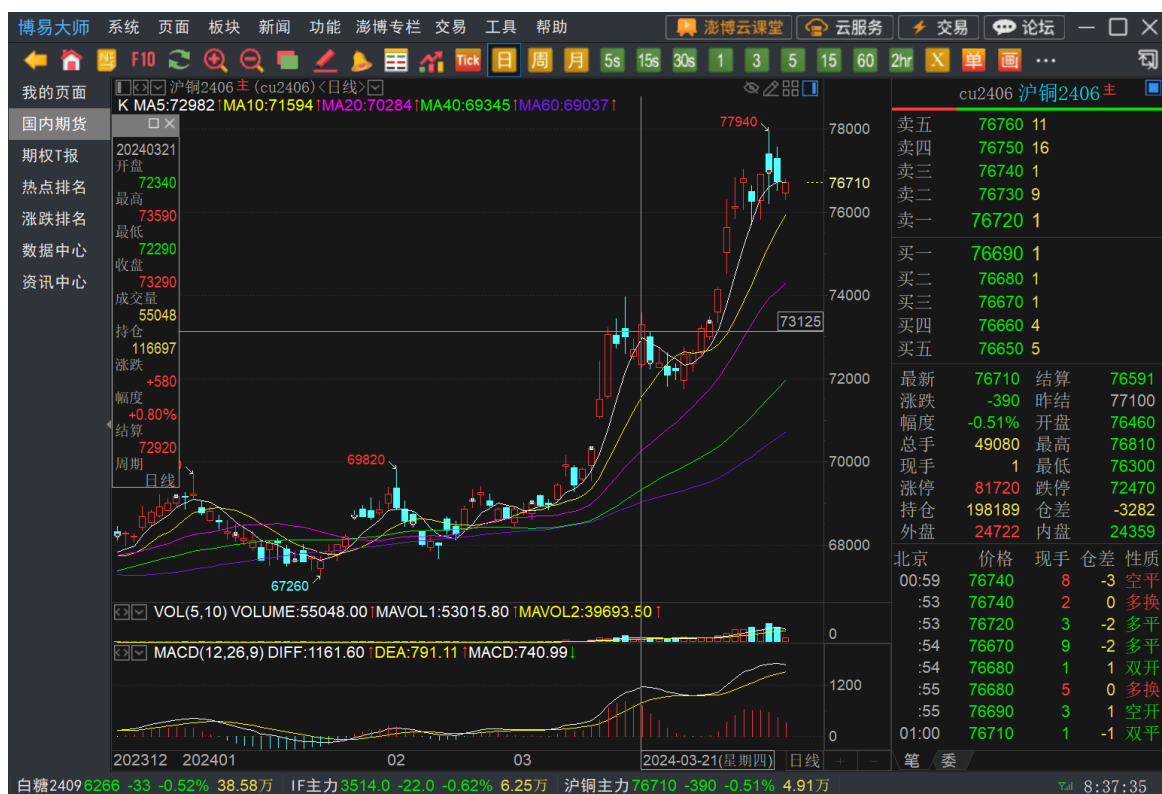 博易大师 系统 页面 板块 新闻 功能 澎博专栏 交易 工具 帮助 澎博云课堂 云服务 交易 论坛
F10 Tick 日 周 月 5s 15s 30s 1 3 5 15 60 2hr X 单 画
我的页面
国内期货
期权T报
热点排名
涨跌排名
数据中心
资讯中心
沪铜2406主(cu2406)<日线>
K MA5:72982↑MA10:71594↑MA20:70284↑MA40:69345↑MA60:69037↑
20240321
开盘
72340
最高
73590
最低
72290
收盘
73290
成交量
55048
持仓
116697
涨跌
+580
幅度
+0.80%
结算
72920
周期
日线
77940
69820
67260
78000
76710
76000
74000
73125
72000
70000
68000
VOL(5,10) VOLUME:55048.00↑MAVOL1:53015.80↑MAVOL2:39693.50↑
0
MACD(12,26,9) DIFF:1161.60↑DEA:791.11↑MACD:740.99↓
1200
0
202312 202401 02 03 2024-03-21(星期四) 日线 + -
cu2406 沪铜2406主
卖五 76760 11
卖四 76750 16
卖三 76740 1
卖二 76730 9
卖一 76720 1
买一 76690 1
买二 76680 1
买三 76670 1
买四 76660 4
买五 76650 5
最新 76710 结算 76591
涨跌 -390 昨结 77100
幅度 -0.51% 开盘 76460
总手 49080 最高 76810
现手 1 最低 76300
涨停 81720 跌停 72470
持仓 198189 仓差 -3282
外盘 24722 内盘 24359
北京 价格 现手 仓差 性质
00:59 76740 8 -3 空平
:53 76740 2 0 多换
:53 76720 3 -2 多平
:54 76670 9 -2 多平
:54 76680 1 1 双开
:55 76680 5 0 多换
:55 76690 3 1 空开
01:00 76710 1 -1 双平
笔 委
白糖2409 6266 -33 -0.52% 38.58万 IF主力 3514.0 -22.0 -0.62% 6.25万 沪铜主力 76710 -390 -0.51% 4.91万 8:37:35